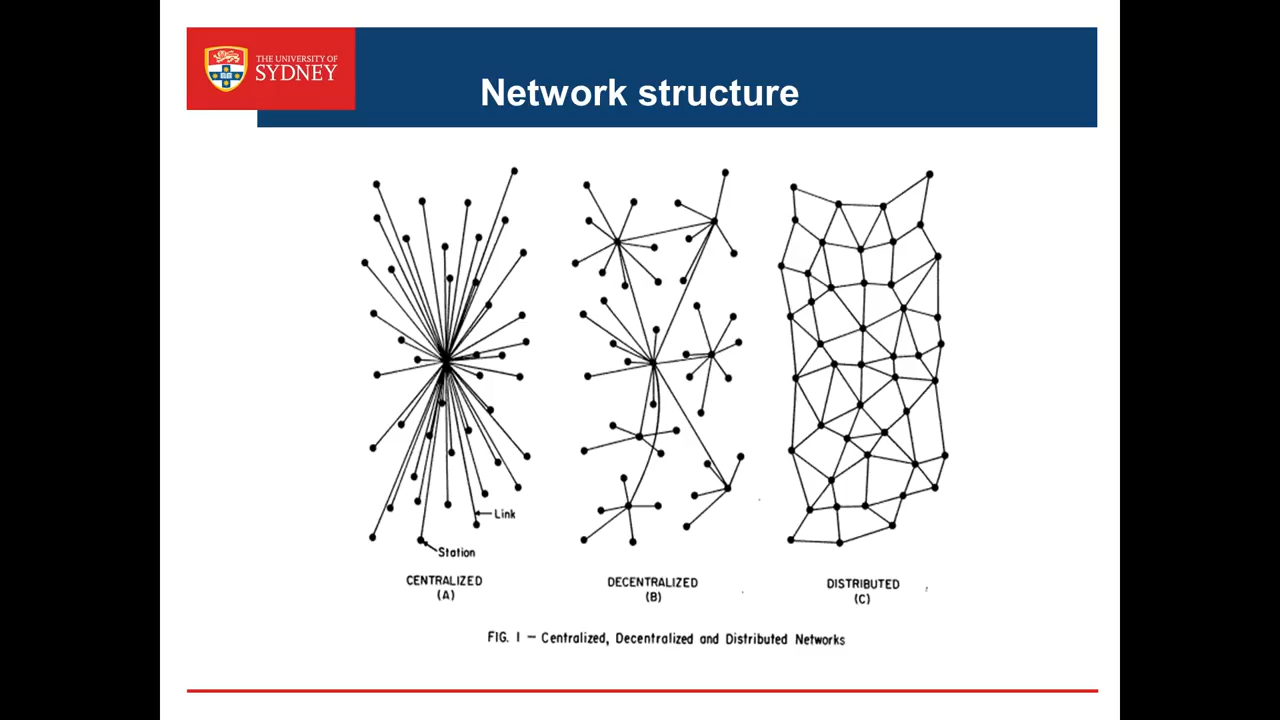 THE UNIVERSITY OF
SYDNEY
Network structure
Link
Station
CENTRALIZED
(A)
DECENTRALIZED
(B)
DISTRIBUTED
(C)
FIG. I — Centralized, Decentralized and Distributed Networks